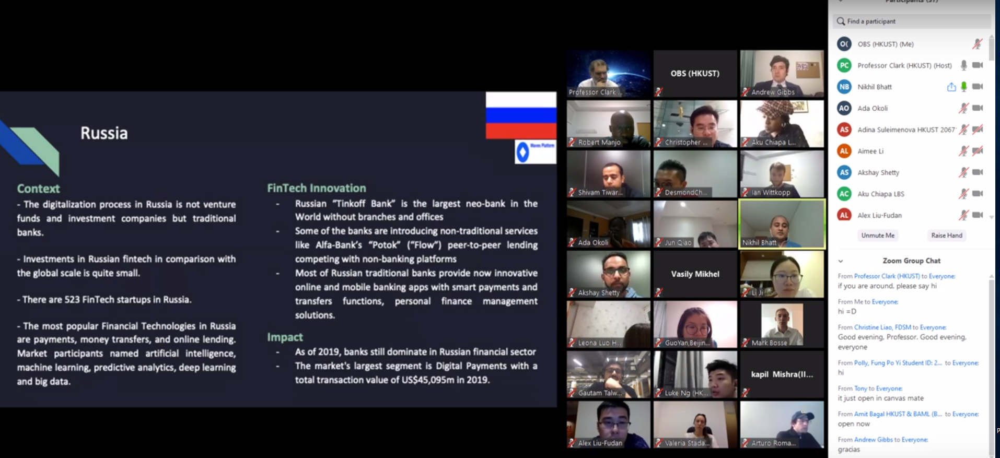 Russia
Waves Platform
Context
- The digitalization process in Russia is not venture
funds and investment companies but traditional
banks.
- Investments in Russian fintech in comparison with
the global scale is quite small.
- There are 523 FinTech startups in Russia.
- The most popular Financial Technologies in Russia
are payments, money transfers, and online lending.
Market participants named artificial intelligence,
machine learning, predictive analytics, deep learning
and big data.
FinTech Innovation
- Russian “Tinkoff Bank” is the largest neo-bank in the
World without branches and offices
- Some of the banks are introducing non-traditional services
like Alfa-Bank’s “Potok” (“Flow”) peer-to-peer lending
competing with non-banking platforms
- Most of Russian traditional banks provide now innovative
online and mobile banking apps with smart payments and
transfers functions, personal finance management
solutions.
Impact
- As of 2019, banks still dominate in Russian financial sector
- The market's largest segment is Digital Payments with a
total transaction value of US$45,095m in 2019.
Professor Clark ...
OBS (HKUST)
Andrew Gibbs
Robert Manjo
Christopher ...
Aku Chiapa L...
Shivam Tiwar...
DesmondCh...
Ian Wittkopp
Ada Okoli
Jun Qiao
Nikhil Bhatt
Akshay Shetty
Vasily Mikhel
Li Ji
Leona Luo H...
GuoYan,Beijin...
Mark Bosse
Gautam Talw...
Luke Ng (HK...
kapil Mishra(II...
Alex Liu-Fudan
Valeria Stada...
Arturo Roma...
Participants
Find a participant
O( OBS (HKUST) (Me)
PC Professor Clark (HKUST) (Host)
NB Nikhil Bhatt
AO Ada Okoli
AS Adina Suleimenova HKUST 2067
AL Aimee Li
AS Akshay Shetty
AC Aku Chiapa LBS
AL Alex Liu-Fudan
Unmute Me Raise Hand
Zoom Group Chat
From Professor Clark (HKUST) to Everyone:
if you are around, please say hi
From Me to Everyone:
hi =D
From Christine Liao, FDSM to Everyone:
Good evening, Professor. Good evening,
everyone
From Polly, Fung Po Yi Student ID: 2... to Everyone:
hi
From Tony to Everyone:
it just open in canvas mate
From Amit Bagal HKUST & BAML (B... to Everyone:
open now
From Andrew Gibbs to Everyone:
gracias
P